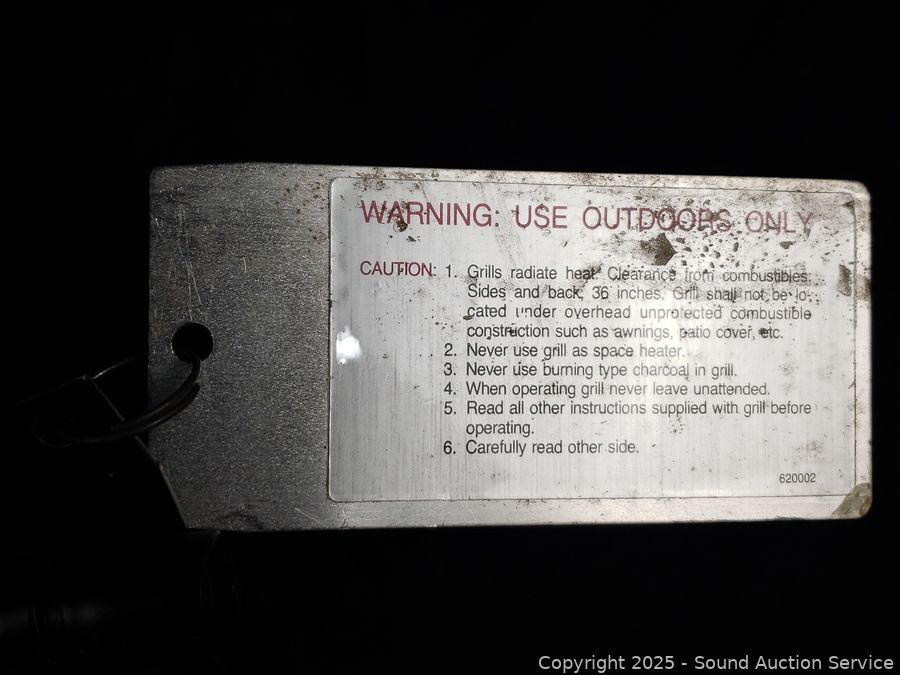 WARNING: USE OUTDOORS ONLY
CAUTION: 1. Grills radiate heat. Clearance from combustibles:
Sides and back, 36 inches. Grill shall not be lo-
cated under overhead unprotected combustible
construction such as awnings, patio cover, etc.
2. Never use grill as space heater.
3. Never use burning type charcoal in grill.
4. When operating grill never leave unattended.
5. Read all other instructions supplied with grill before
operating.
6. Carefully read other side.
620002
Copyright © 2025 - Sound Auction Service